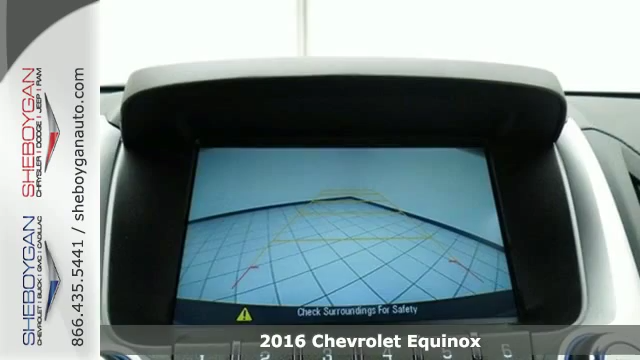 SHEBOYGAN
CHRYSLER | DODGE | JEEP | RAM
SHEBOYGAN
CHEVROLET | BUICK | GMC | CADILLAC
866.435.5441 / sheboyganauto.com
Check Surroundings For Safety
2016 Chevrolet Equinox